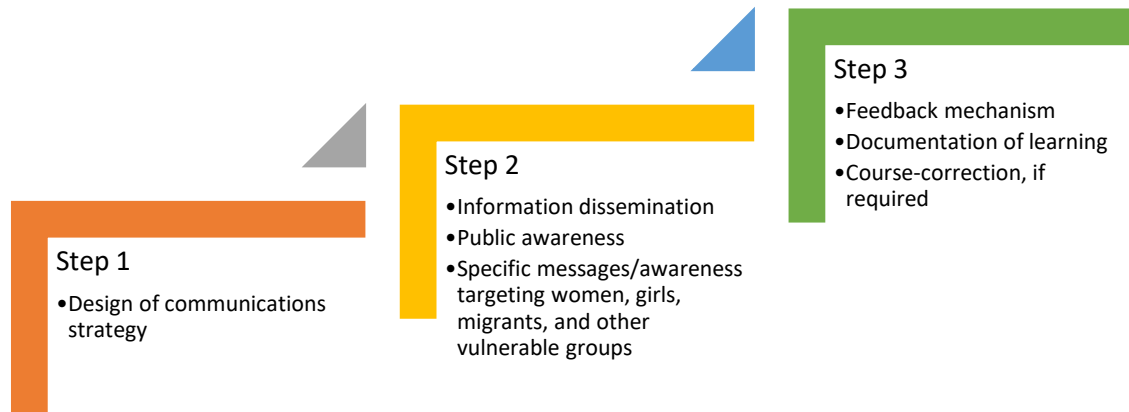 Step 1
•Design of communications
strategy
Step 2
•Information dissemination
•Public awareness
•Specific messages/awareness
targeting women, girls,
migrants, and other
vulnerable groups
Step 3
•Feedback mechanism
•Documentation of learning
•Course-correction, if
required